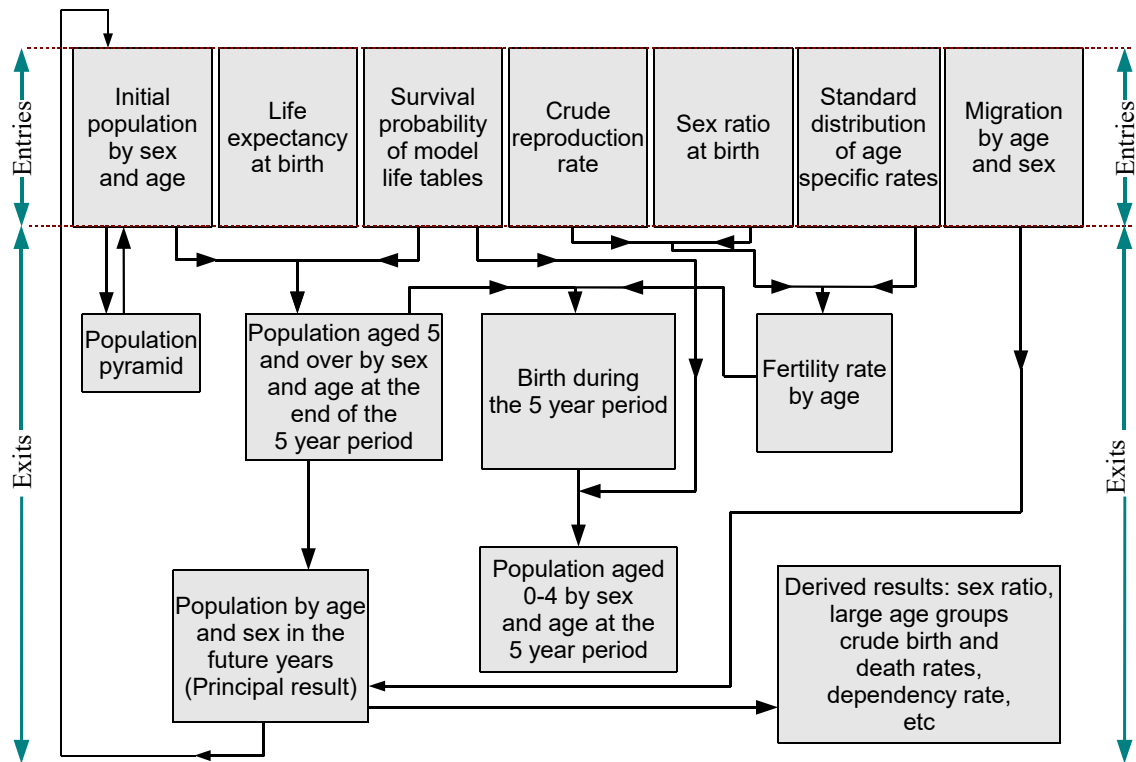 Entries
Initial
population
by sex
and age
Life
expectancy
at birth
Survival
probability
of model
life tables
Crude
reproduction
rate
Sex ratio
at birth
Standard
distribution
of age
specific rates
Migration
by age
and sex
Entries
Exits
Population
pyramid
Population aged 5
and over by sex
and age at the
end of the
5 year period
Birth during
the 5 year period
Fertility rate
by age
Exits
Population by age
and sex in the
future years
(Principal result)
Population aged
0-4 by sex
and age at the
5 year period
Derived results: sex ratio,
large age groups
crude birth and
death rates,
dependency rate,
etc